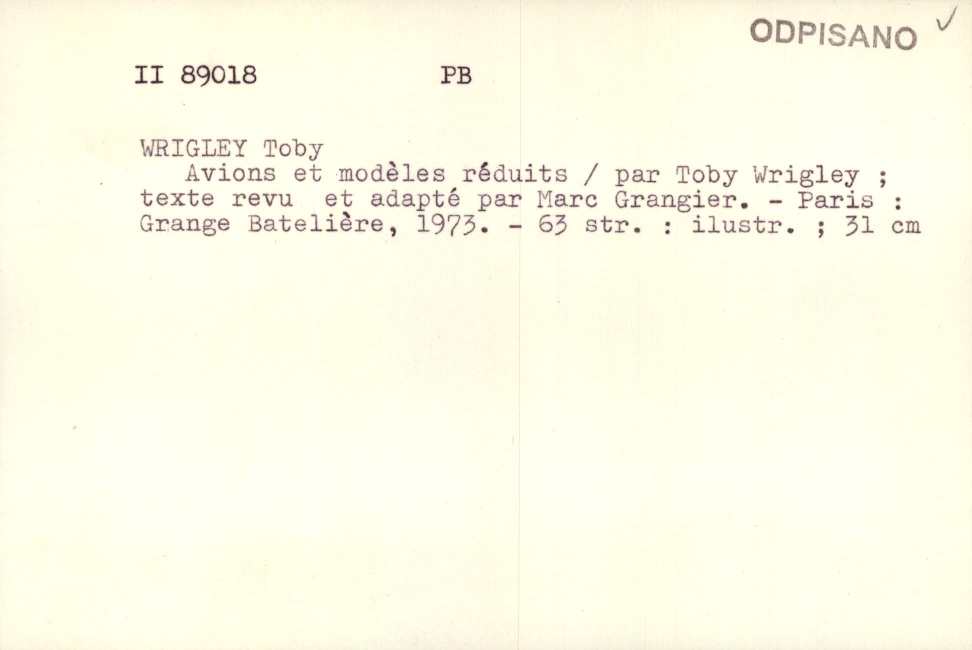 ODPISANO
II 89018 PB
WRIGLEY Toby
Avions et modèles réduits / par Toby Wrigley ;
texte revu et adapté par Marc Grangier. - Paris :
Grange Batelière, 1973. - 63 str. : ilustr. ; 31 cm